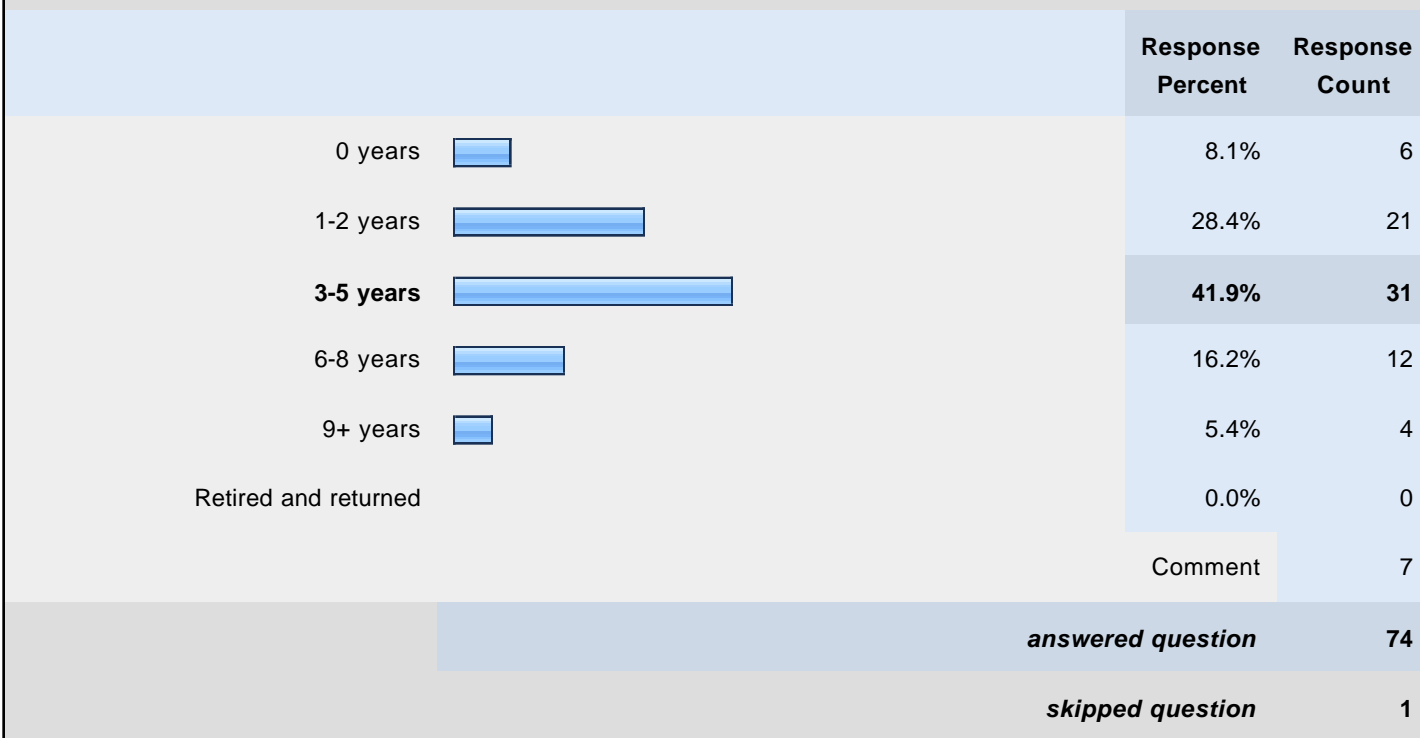 Response Percent Response Count
0 years 8.1% 6
1-2 years 28.4% 21
3-5 years 41.9% 31
6-8 years 16.2% 12
9+ years 5.4% 4
Retired and returned 0.0% 0
Comment 7
answered question 74
skipped question 1